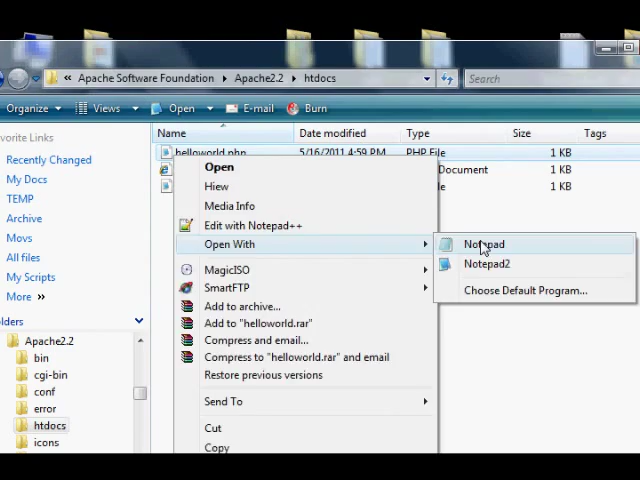 « Apache Software Foundation ▸ Apache2.2 ▸ htdocs
Search
Organize Views Open E-mail Burn
vorite Links
Recently Changed
My Docs
TEMP
Archive
Movs
All files
My Scripts
More »
olders
Apache2.2
bin
cgi-bin
conf
error
htdocs
icons
Name Date modified Type Size Tags
helloworld.php 5/16/2011 4:59 PM PHP File 1 KB
Document 1 KB
le 1 KB
Open
Hiew
Media Info
Edit with Notepad++
Open With
MagicISO
SmartFTP
Add to archive...
Add to "helloworld.rar"
Compress and email...
Compress to "helloworld.rar" and email
Restore previous versions
Send To
Cut
Copy
Notepad
Notepad2
Choose Default Program...